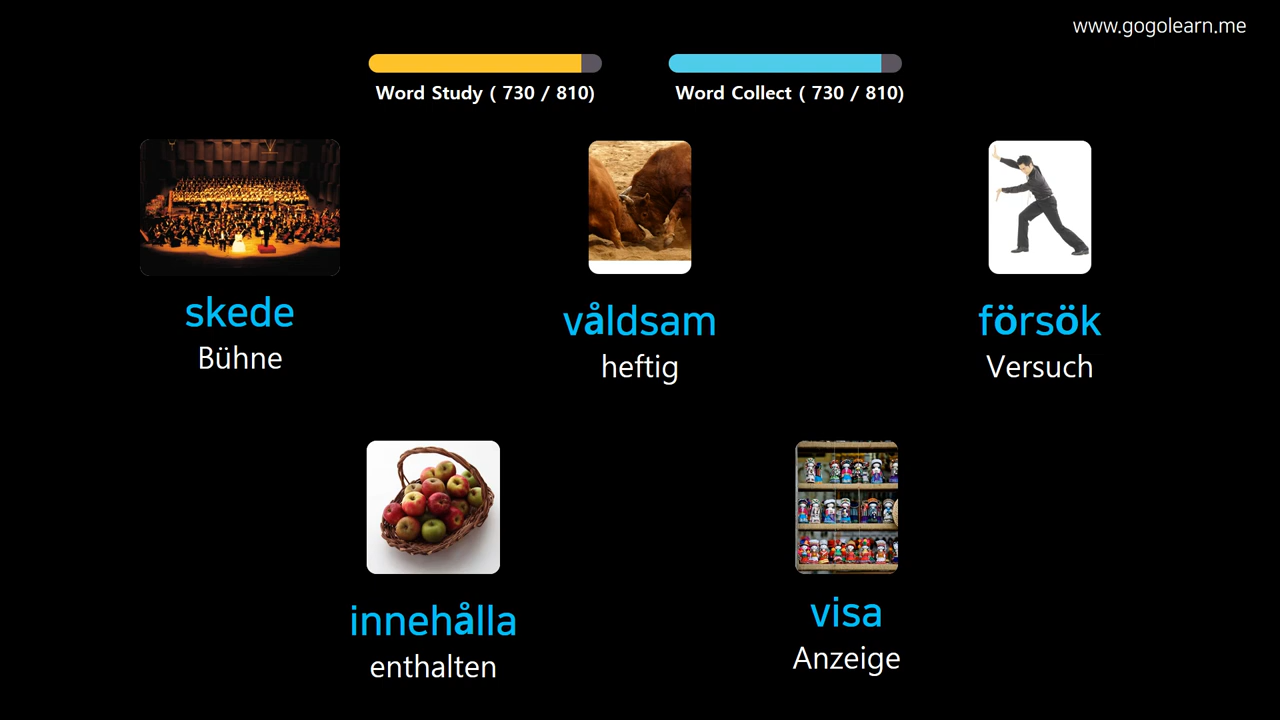 www.gogolearn.me
Word Study ( 730 / 810)
Word Collect ( 730 / 810)
skede
Bühne
våldsam
heftig
försök
Versuch
innehålla
enthalten
visa
Anzeige